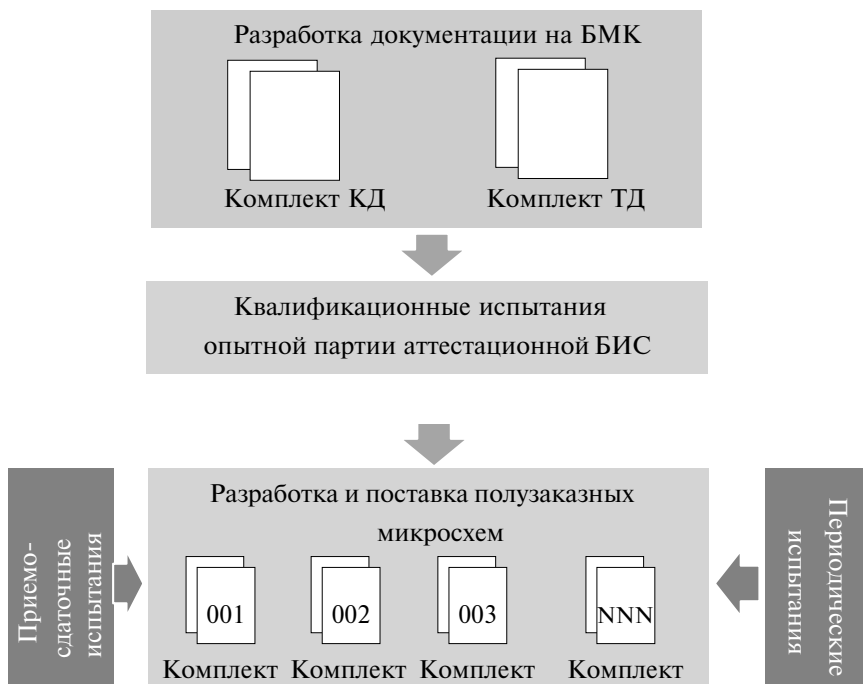 Разработка документации на БМК
Комплект КД
Комплект ТД
Квалификационные испытания
опытной партии аттестационной БИС
Разработка и поставка полузаказных
микросхем
001
002
003
NNN
Комплект
Комплект
Комплект
Комплект
Приемо-
сдаточные
испытания
Периодические
испытания